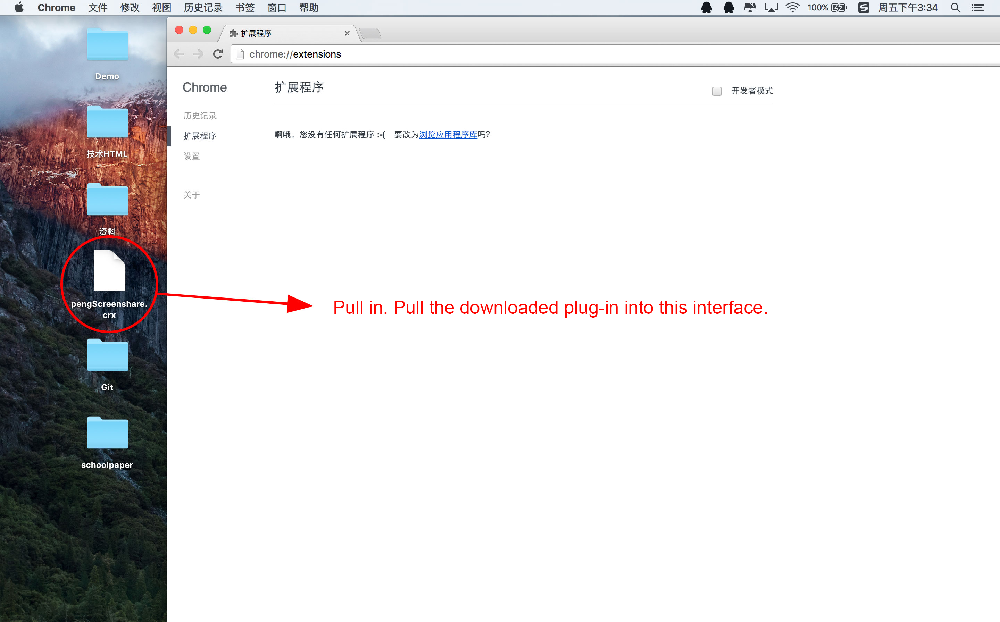 Chrome 文件 修改 视图 历史记录 书签 窗口 帮助 100% 周五下午3:34
扩展程序
chrome://extensions
Demo
技术HTML
资料
pengScreenshare.
crx
Git
schoolpaper
Chrome
历史记录
扩展程序
设置
关于
扩展程序
开发者模式
啊哦，您没有任何扩展程序 :-( 要改为浏览应用程序库吗?
Pull in. Pull the downloaded plug-in into this interface.